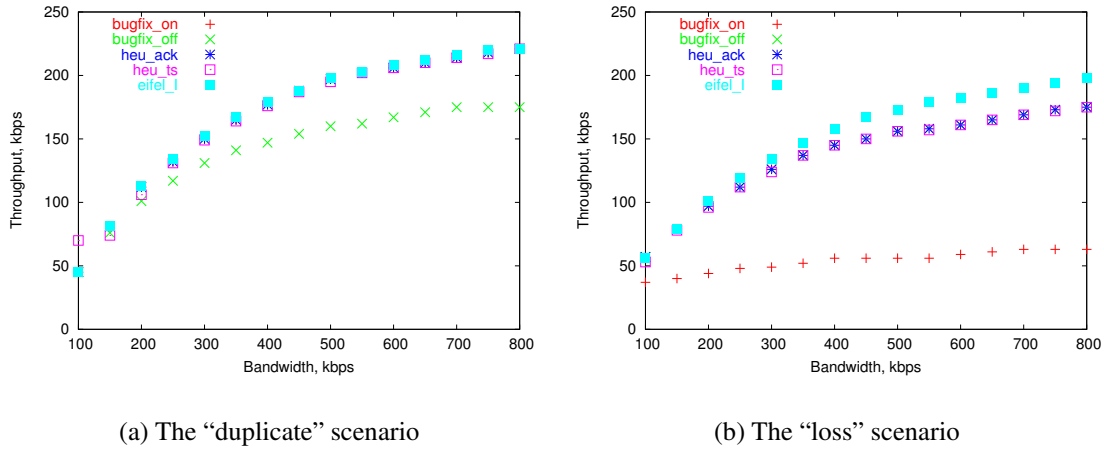 250
200
150
100
50
0
Throughput, kbps
bugfix_on
bugfix_off
heu_ack
heu_ts
eifel_l
100 200 300 400 500 600 700 800
Bandwidth, kbps
(a) The “duplicate” scenario
250
200
150
100
50
0
Throughput, kbps
bugfix_on
bugfix_off
heu_ack
heu_ts
eifel_l
100 200 300 400 500 600 700 800
Bandwidth, kbps
(b) The “loss” scenario